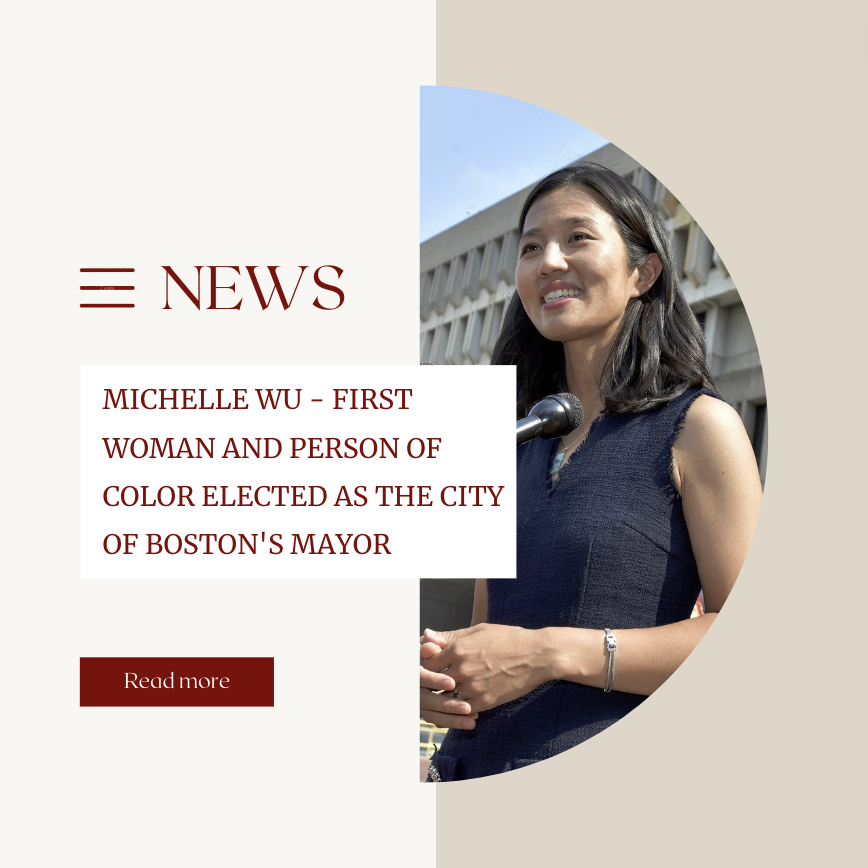 NEWS
MICHELLE WU - FIRST
WOMAN AND PERSON OF
COLOR ELECTED AS THE CITY
OF BOSTON'S MAYOR
Read more